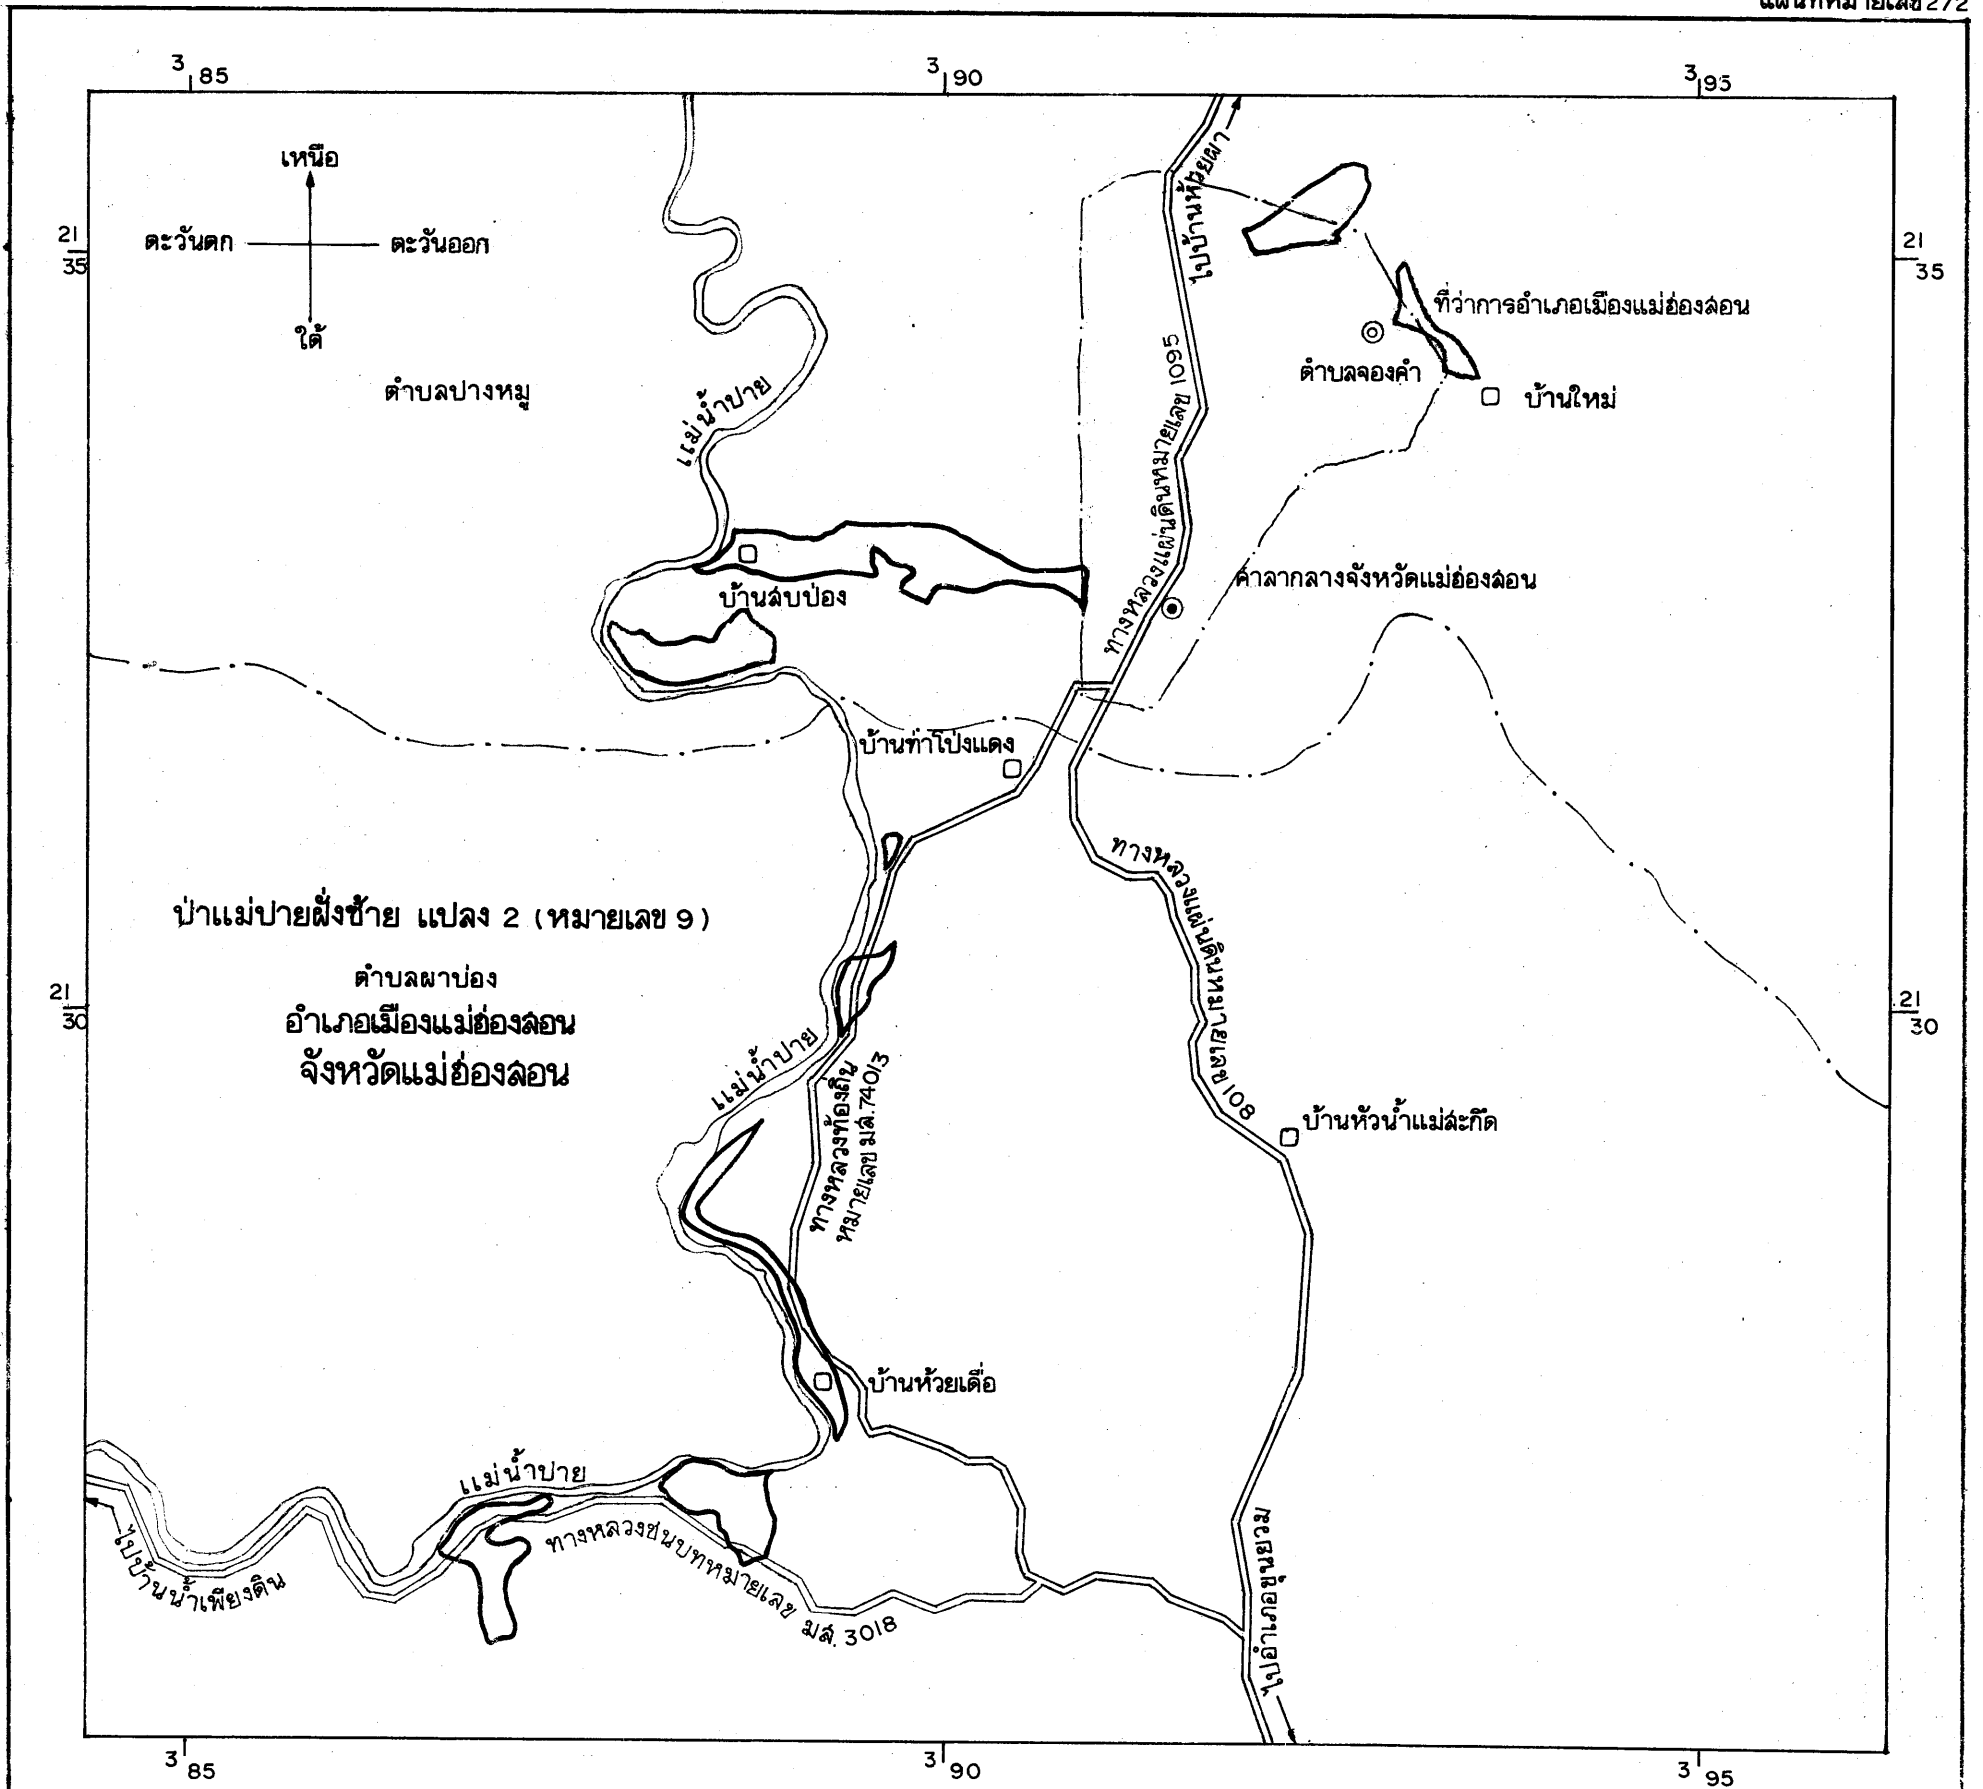 แผนที่หมายเลข 272
3 85
3 90
3 95
เหนือ
ตะวันตก
ตะวันออก
ใต้
21
35
21
35
ไปบ้านห้วยผา
ที่ว่าการอำเภอเมืองแม่ฮ่องสอน
ตำบลจองคำ
บ้านใหม่
ตำบลปางหมู
แม่น้ำปาย
ทางหลวงแผ่นดินหมายเลข 1095
ศาลากลางจังหวัดแม่ฮ่องสอน
บ้านสบป่อง
บ้านท่าโป่งแดง
ทางหลวงแผ่นดินหมายเลข 108
ป่าแม่ปายฝั่งซ้าย แปลง 2 (หมายเลข 9)
ตำบลผาบ่อง
อำเภอเมืองแม่ฮ่องสอน
จังหวัดแม่ฮ่องสอน
21
30
21
30
แม่น้ำปาย
ทางหลวงท้องถิ่น
หมายเลข มส.74013
บ้านหัวน้ำแม่สะกึด
บ้านห้วยเดื่อ
แม่น้ำปาย
ไปบ้านน้ำเพียงดิน
ทางหลวงชนบทหมายเลข มส. 3018
ไปอำเภอขุนยวม
3 85
3 90
3 95